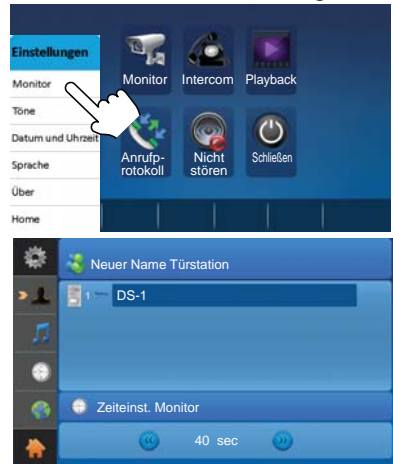 Einstellungen
Monitor
Töne
Datum und Uhrzeit
Sprache
Über
Home
Monitor Intercom Playback
Anrufp-
rotokoll
Nicht
stören
Schließen
Neuer Name Türstation
1 DS-1
Zeiteinst. Monitor
40 sec